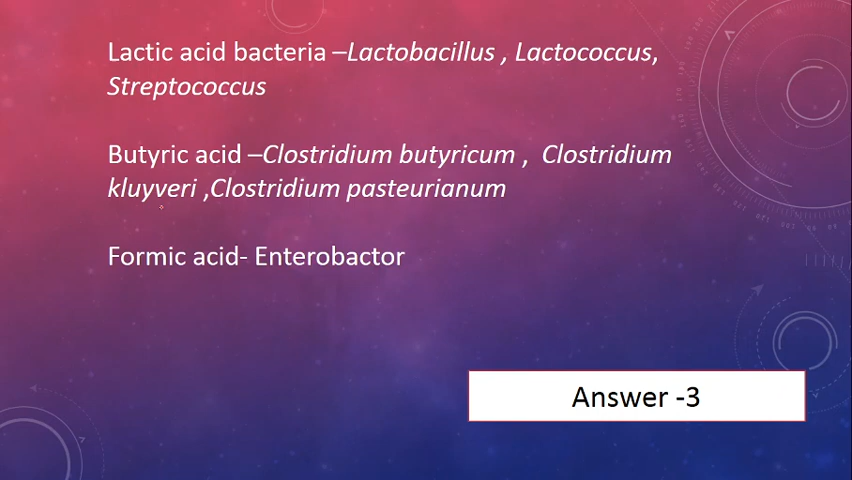 Lactic acid bacteria –Lactobacillus , Lactococcus,
Streptococcus
Butyric acid –Clostridium butyricum , Clostridium
kluyveri ,Clostridium pasteurianum
Formic acid- Enterobactor
Answer -3